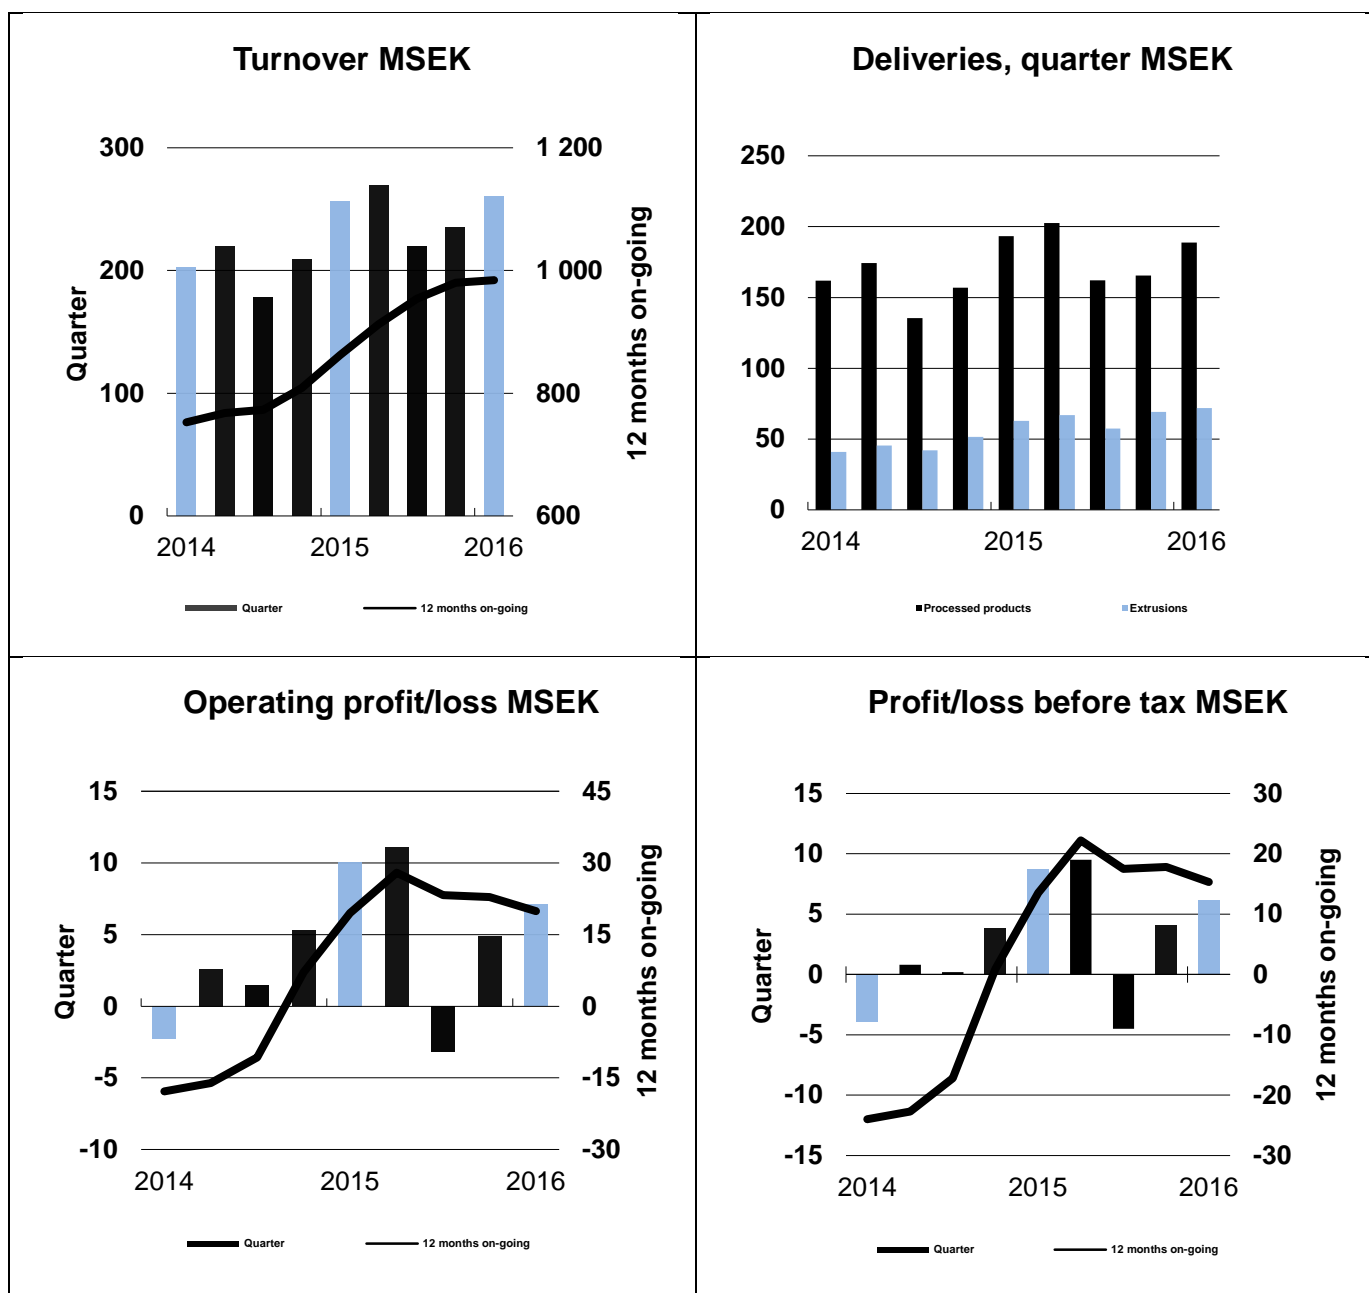 Turnover MSEK
300
200
100
0
Quarter
1 200
1 000
800
600
12 months on-going
2014
2015
2016
Quarter
12 months on-going
Deliveries, quarter MSEK
250
200
150
100
50
0
2014
2015
2016
Processed products
Extrusions
Operating profit/loss MSEK
15
10
5
0
-5
-10
Quarter
45
30
15
0
-15
-30
12 months on-going
2014
2015
2016
Quarter
12 months on-going
Profit/loss before tax MSEK
15
10
5
0
-5
-10
-15
Quarter
30
20
10
0
-10
-20
-30
12 months on-going
2014
2015
2016
Quarter
12 months on-going